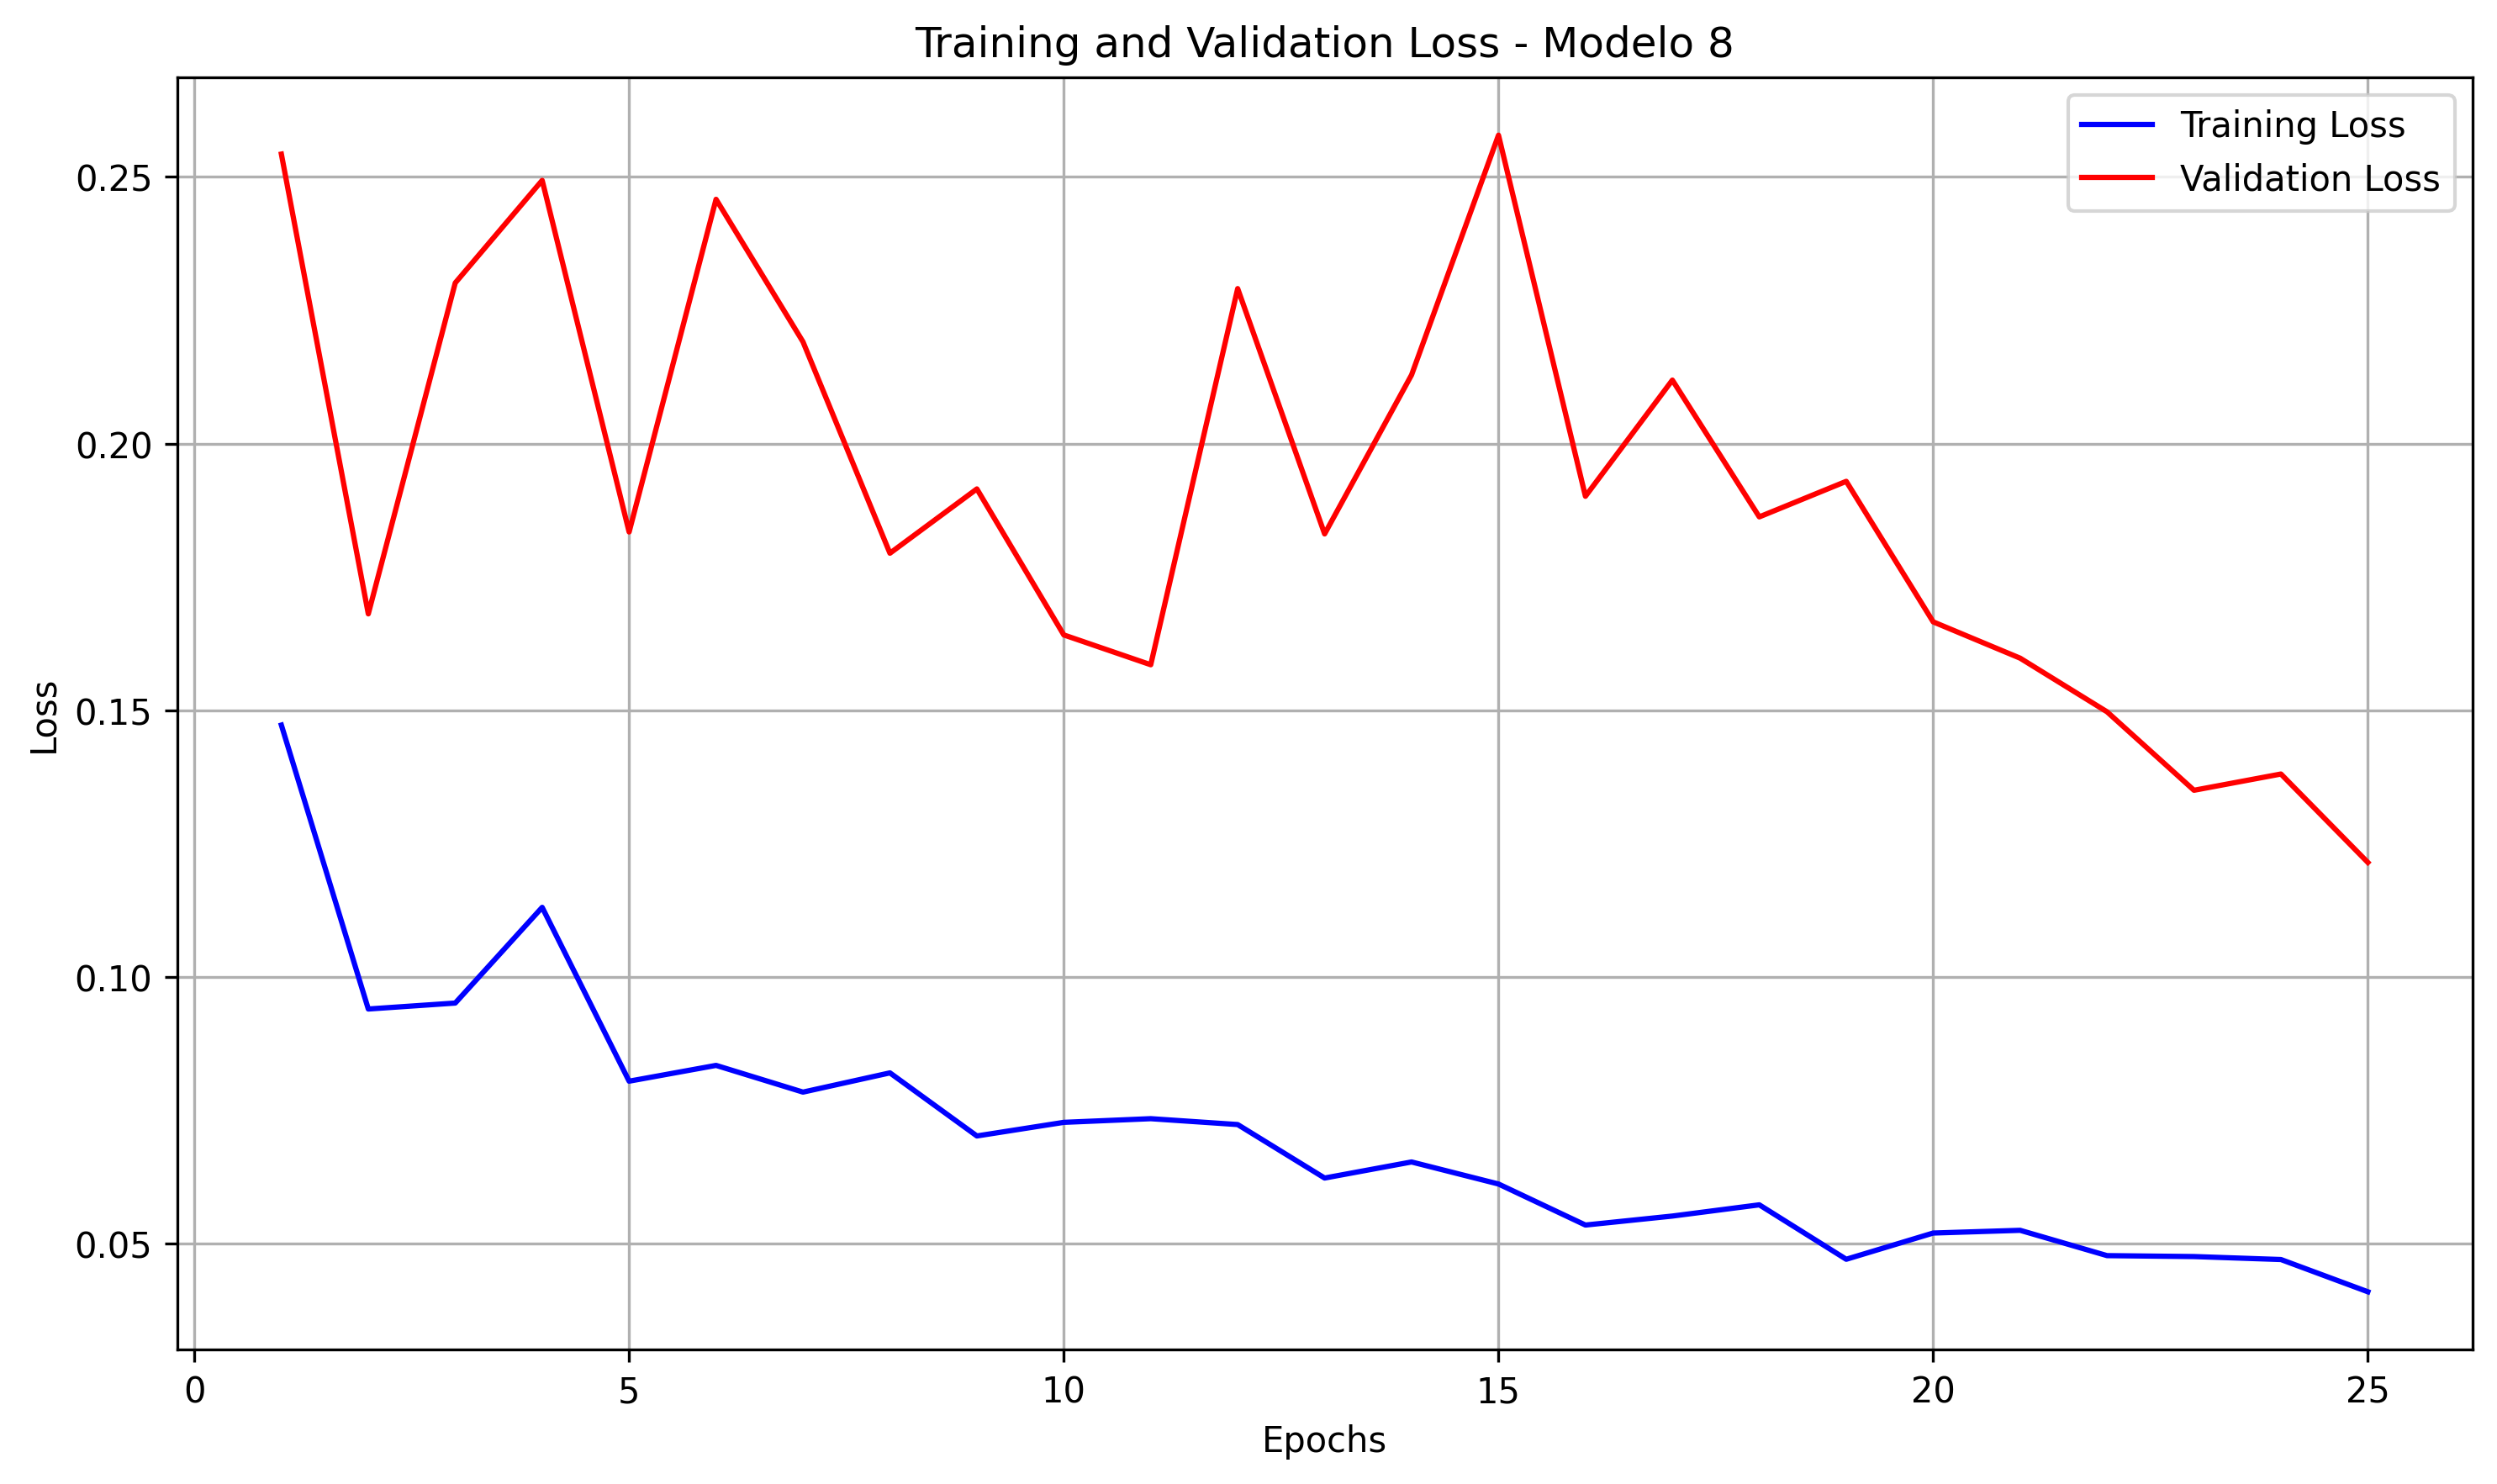 Training and Validation Loss - Modelo 8
Training Loss
Validation Loss
0.25
0.20
0.15
0.10
0.05
Loss
0 5 10 15 20 25
Epochs